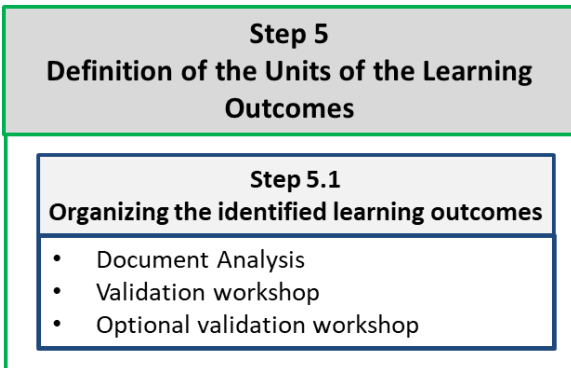 Step 5
Definition of the Units of the Learning
Outcomes
Step 5.1
Organizing the identified learning outcomes
• Document Analysis
• Validation workshop
• Optional validation workshop